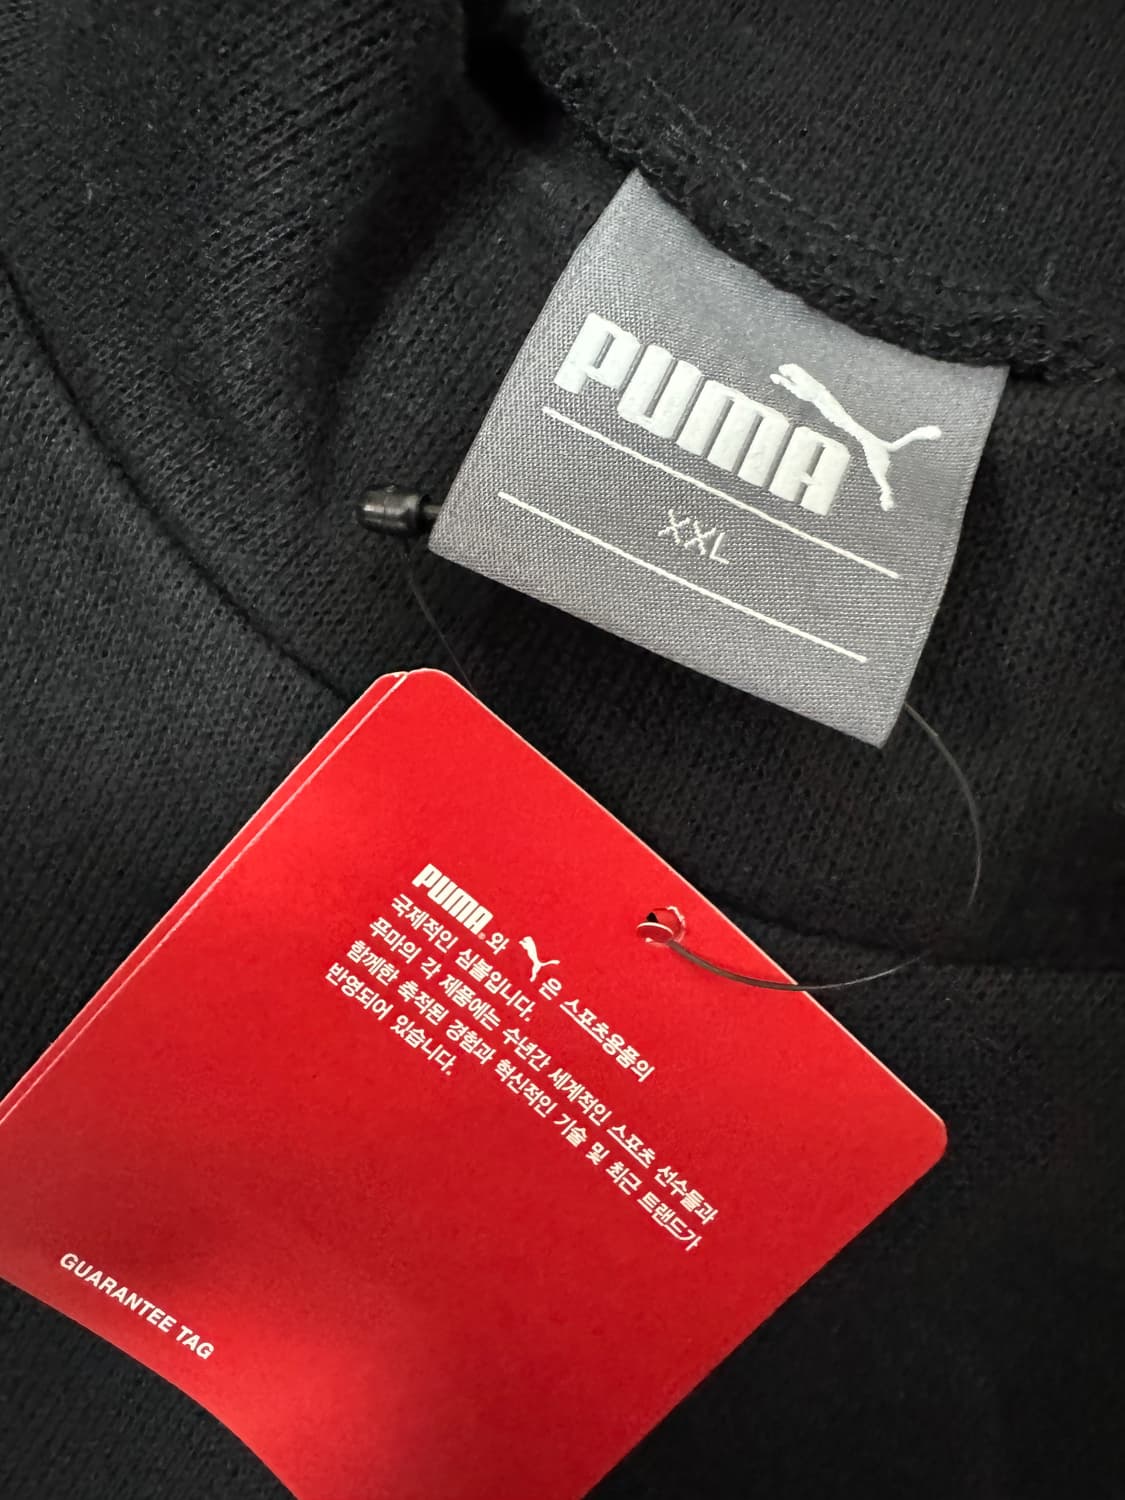 PUMA
XXL
PUMA®와 은 스포츠용품의
국제적인 심볼입니다.
푸마의 각 제품에는 수년간 세계적인 스포츠 선수들과
함께한 축적된 경험과 혁신적인 기술 및 최근 트랜드가
반영되어 있습니다.
GUARANTEE TAG